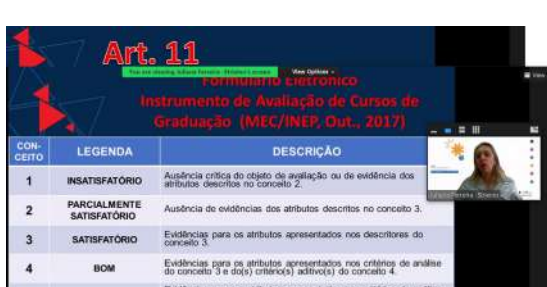 Art. 11
View Options
View
Formulário Eletrônico
Instrumento de Avaliação de Cursos de
Graduação (MEC/INEP, Out., 2017)
CON-
CEITO
LEGENDA
DESCRIÇÃO
1
INSATISFATÓRIO
Ausência crítica do objeto de avaliação ou de evidência dos
atributos descritos no conceito 2.
2
PARCIALMENTE
SATISFATÓRIO
Ausência de evidências dos atributos descritos no conceito 3.
3
SATISFATÓRIO
Evidências para os atributos apresentados nos descritores do
conceito 3.
4
BOM
Evidências para os atributos apresentados nos critérios de análise
do conceito 3 e do(s) critério(s) aditivo(s) do conceito 4.